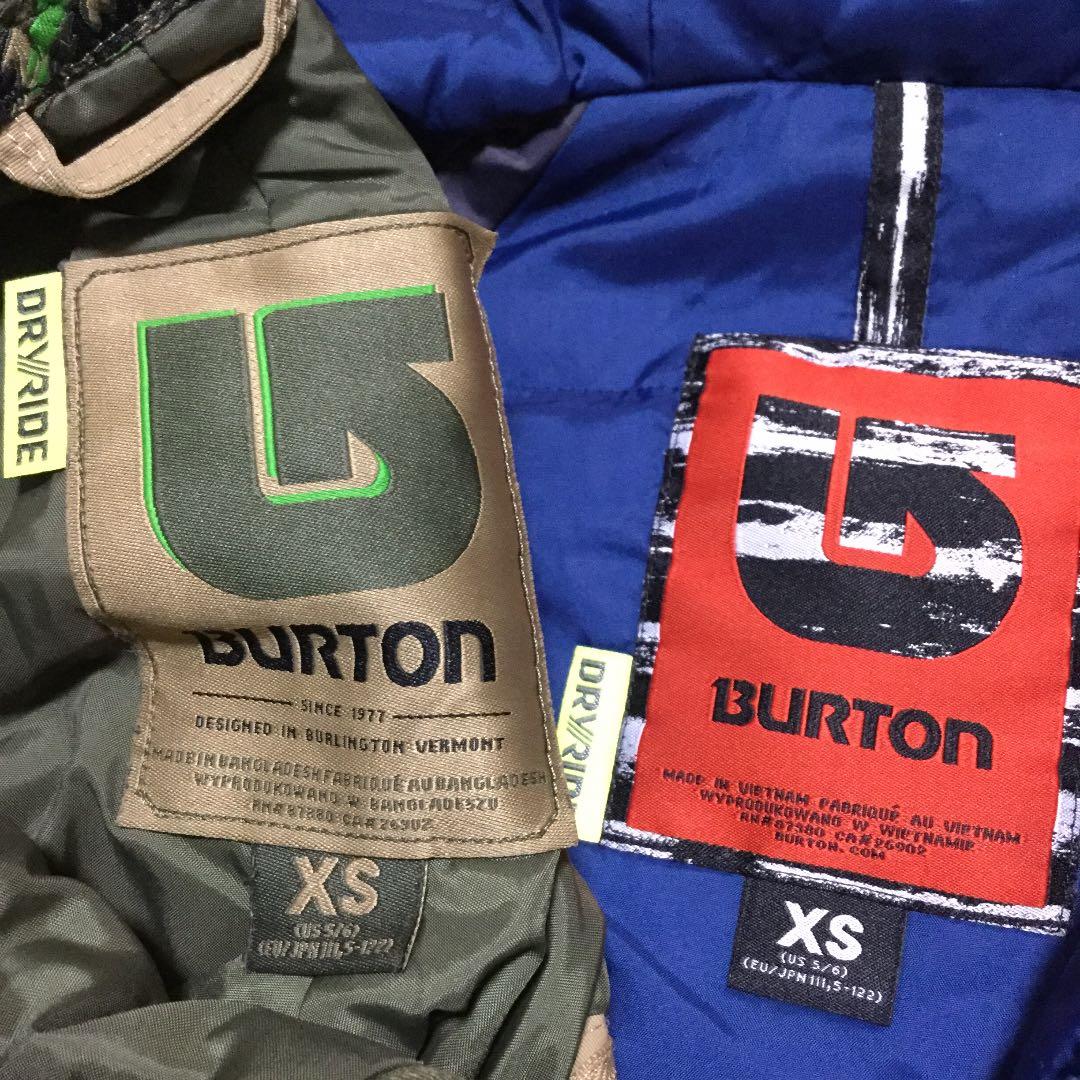 DRY//RIDE
BURTON
SINCE 1977
DESIGNED IN BURLINGTON VERMONT
MADE IN BANGLADESH FABRIQUÉ AU BANGLADESH
WYPRODUKOWANO W BANGLADESZU
RN#87380 CA#26902
XS
(US 5/6)
(EU/JPN 111,5-122)
DRY//RIDE
BURTON
MADE IN VIETNAM FABRIQUÉ AU VIETNAM
WYPRODUKOWANO W WIETNAMIE
RN#87380 CA#26902
BURTON.COM
XS
(US 5/6)
(EU/JPN 111,5-122)